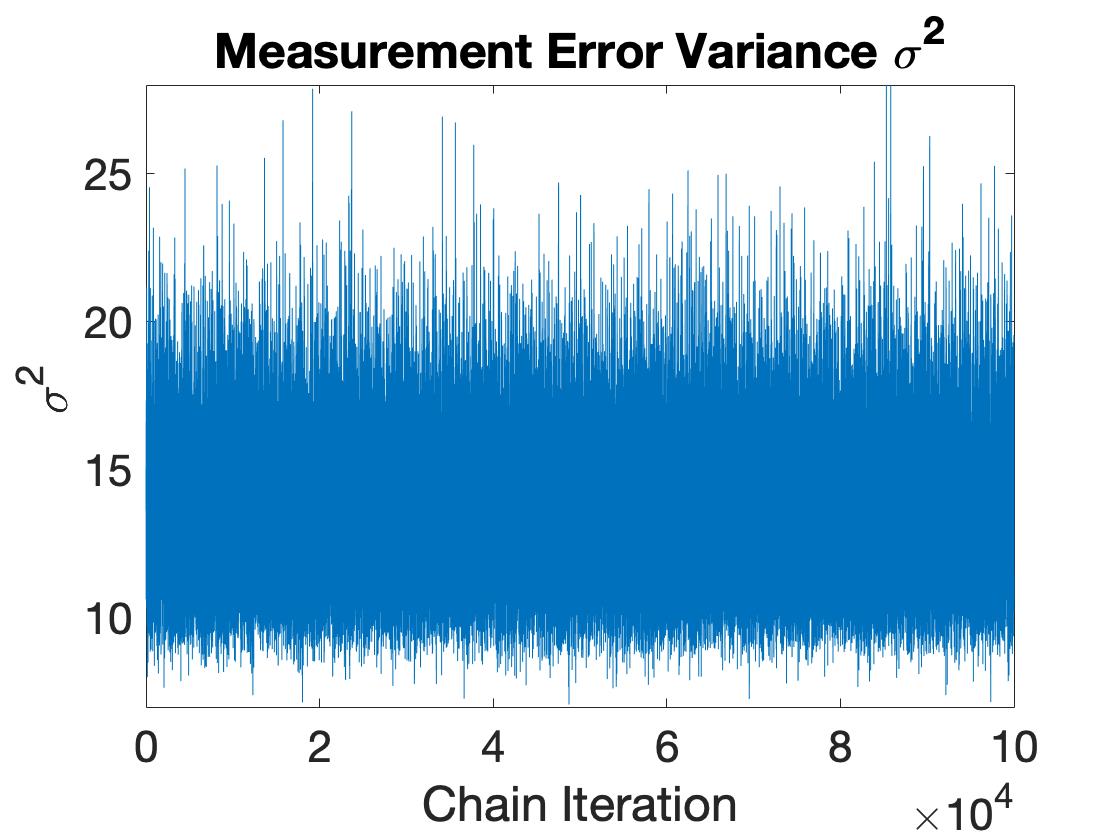 Measurement Error Variance σ²
25
20
15
10
σ²
0 2 4 6 8 10
Chain Iteration
×10⁴